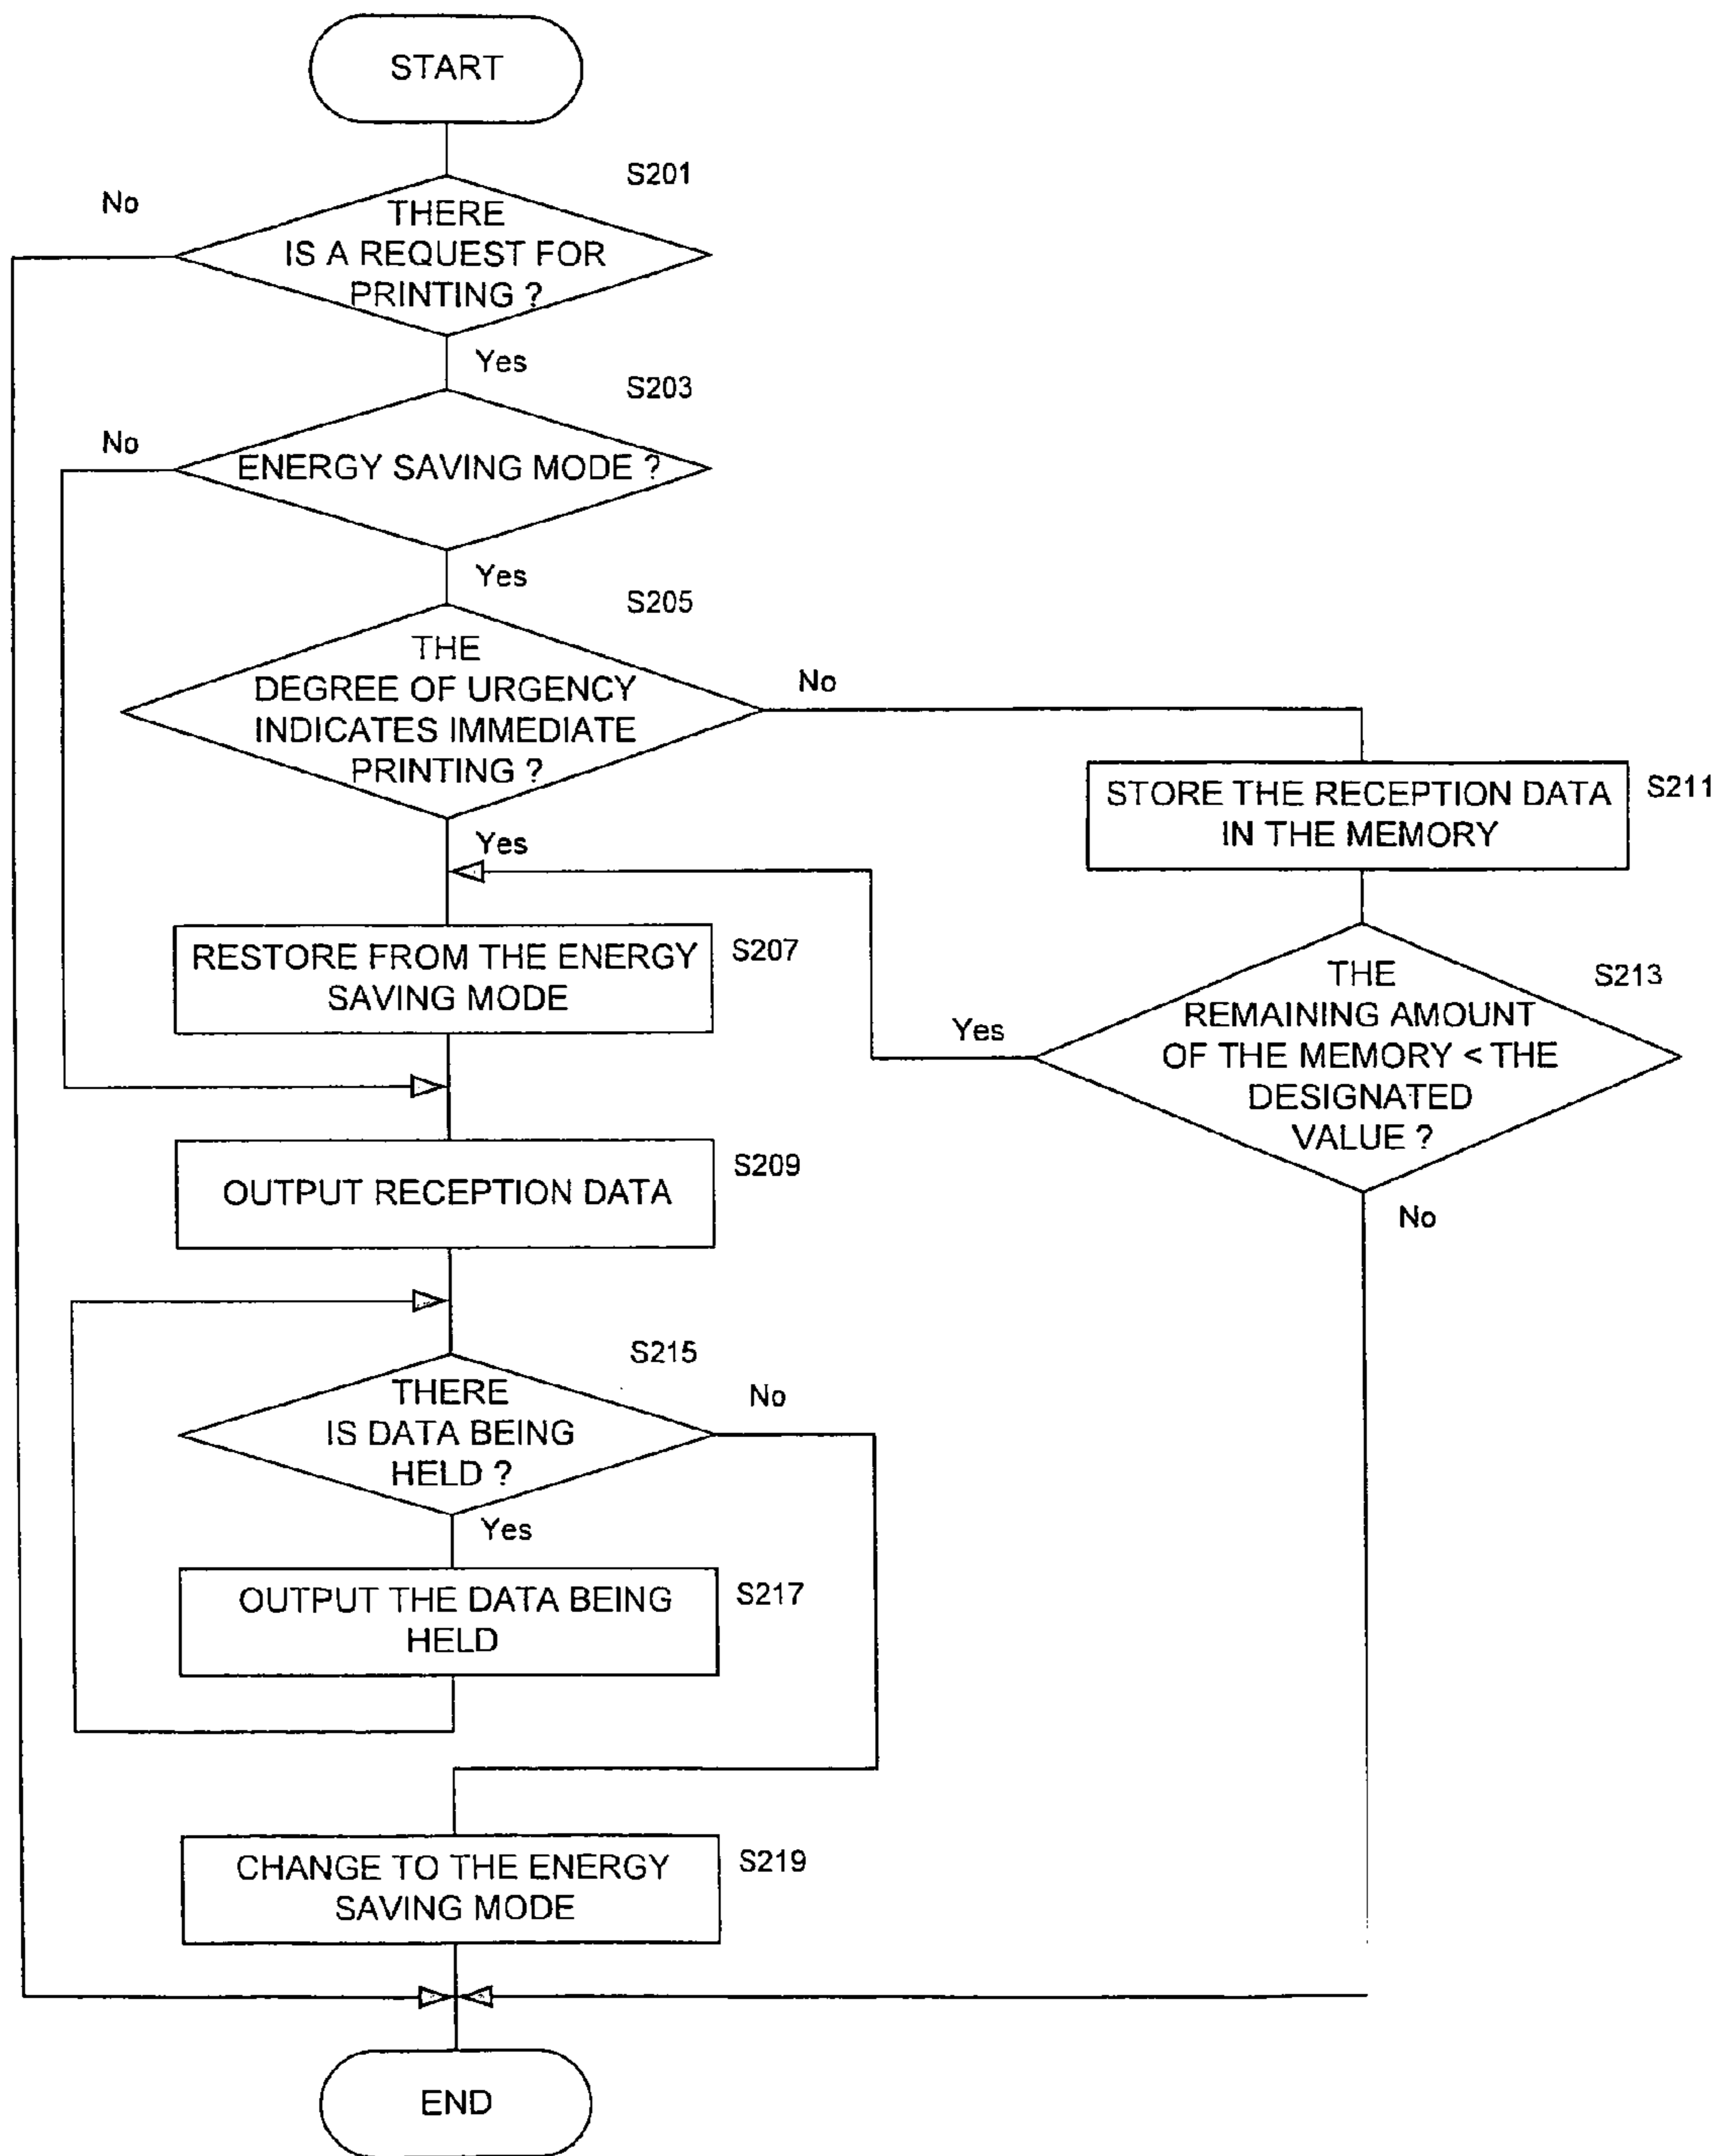 START
S201
No
THERE
IS A REQUEST FOR
PRINTING ?
Yes
S203
No
ENERGY SAVING MODE ?
Yes
S205
THE
DEGREE OF URGENCY
INDICATES IMMEDIATE
PRINTING ?
No
Yes
STORE THE RECEPTION DATA
IN THE MEMORY
S211
RESTORE FROM THE ENERGY
SAVING MODE
S207
THE
REMAINING AMOUNT
OF THE MEMORY < THE
DESIGNATED
VALUE ?
S213
Yes
No
OUTPUT RECEPTION DATA
S209
S215
THERE
IS DATA BEING
HELD ?
No
Yes
OUTPUT THE DATA BEING
HELD
S217
CHANGE TO THE ENERGY
SAVING MODE
S219
END